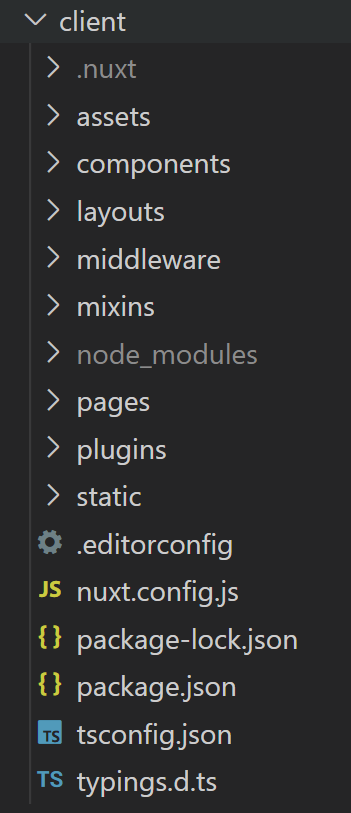 client
.nuxt
assets
components
layouts
middleware
mixins
node_modules
pages
plugins
static
.editorconfig
JS nuxt.config.js
{ } package-lock.json
{ } package.json
TS tsconfig.json
TS typings.d.ts